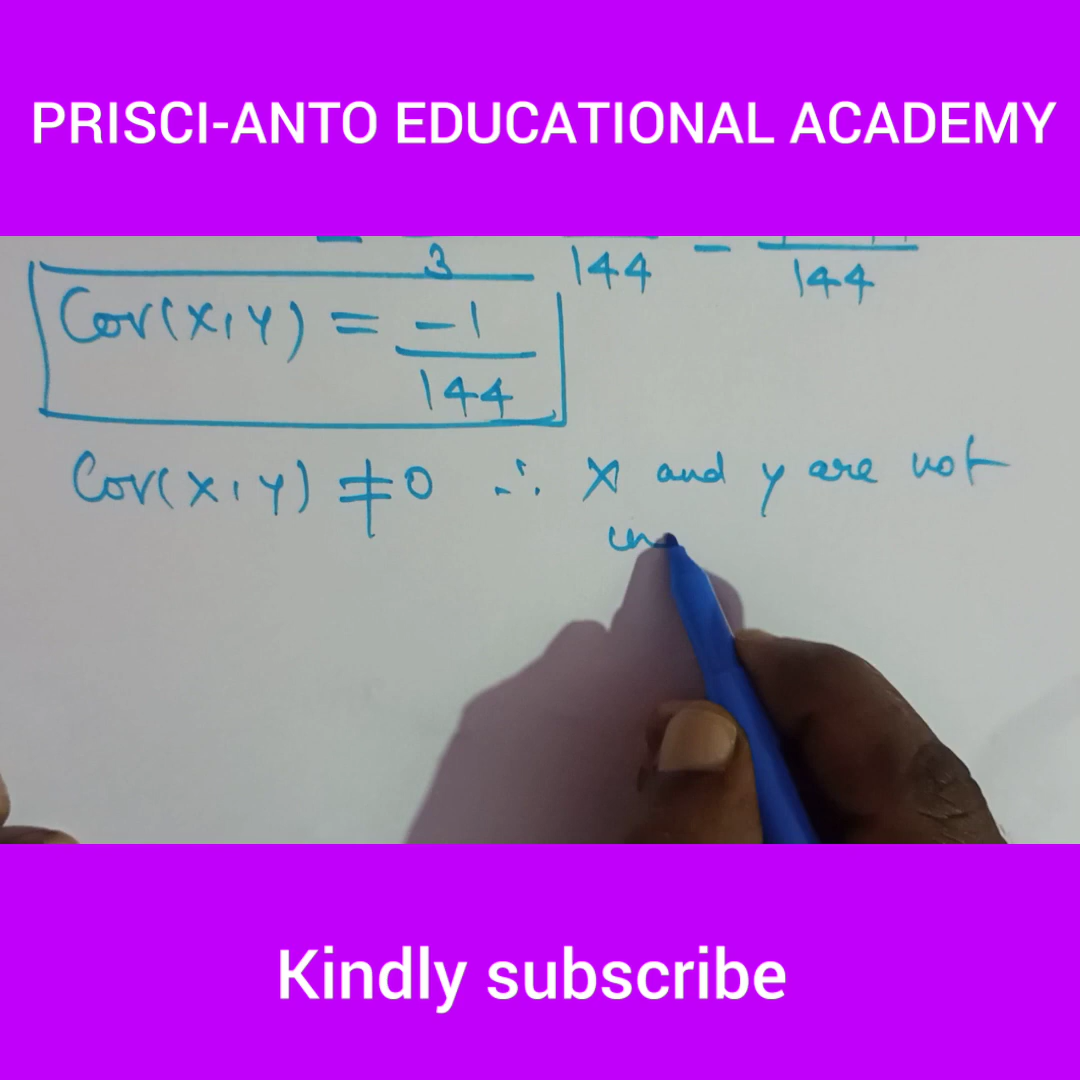 PRISCI-ANTO EDUCATIONAL ACADEMY
= 3 144 - 144
Cov(X,Y) = -1/144
Cov(X,Y) ≠ 0 ∴ X and y are not
Kindly subscribe